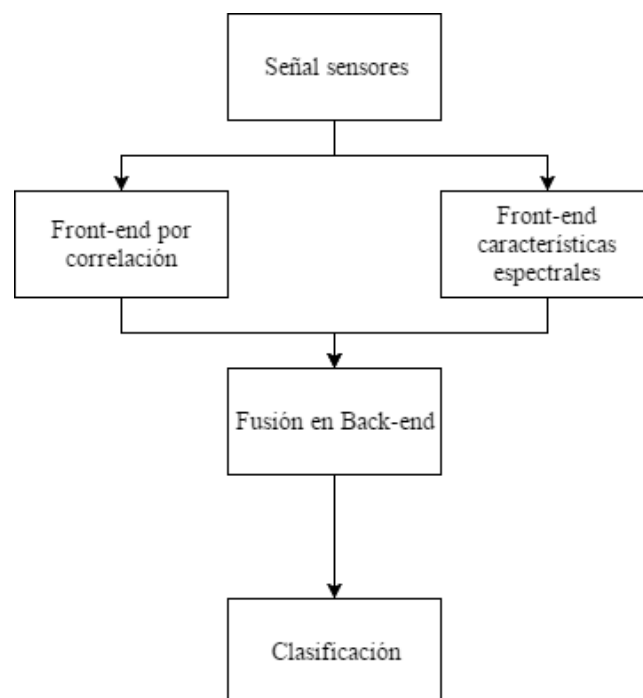 Señal sensores
Front-end por
correlación
Front-end
características
espectrales
Fusión en Back-end
Clasificación